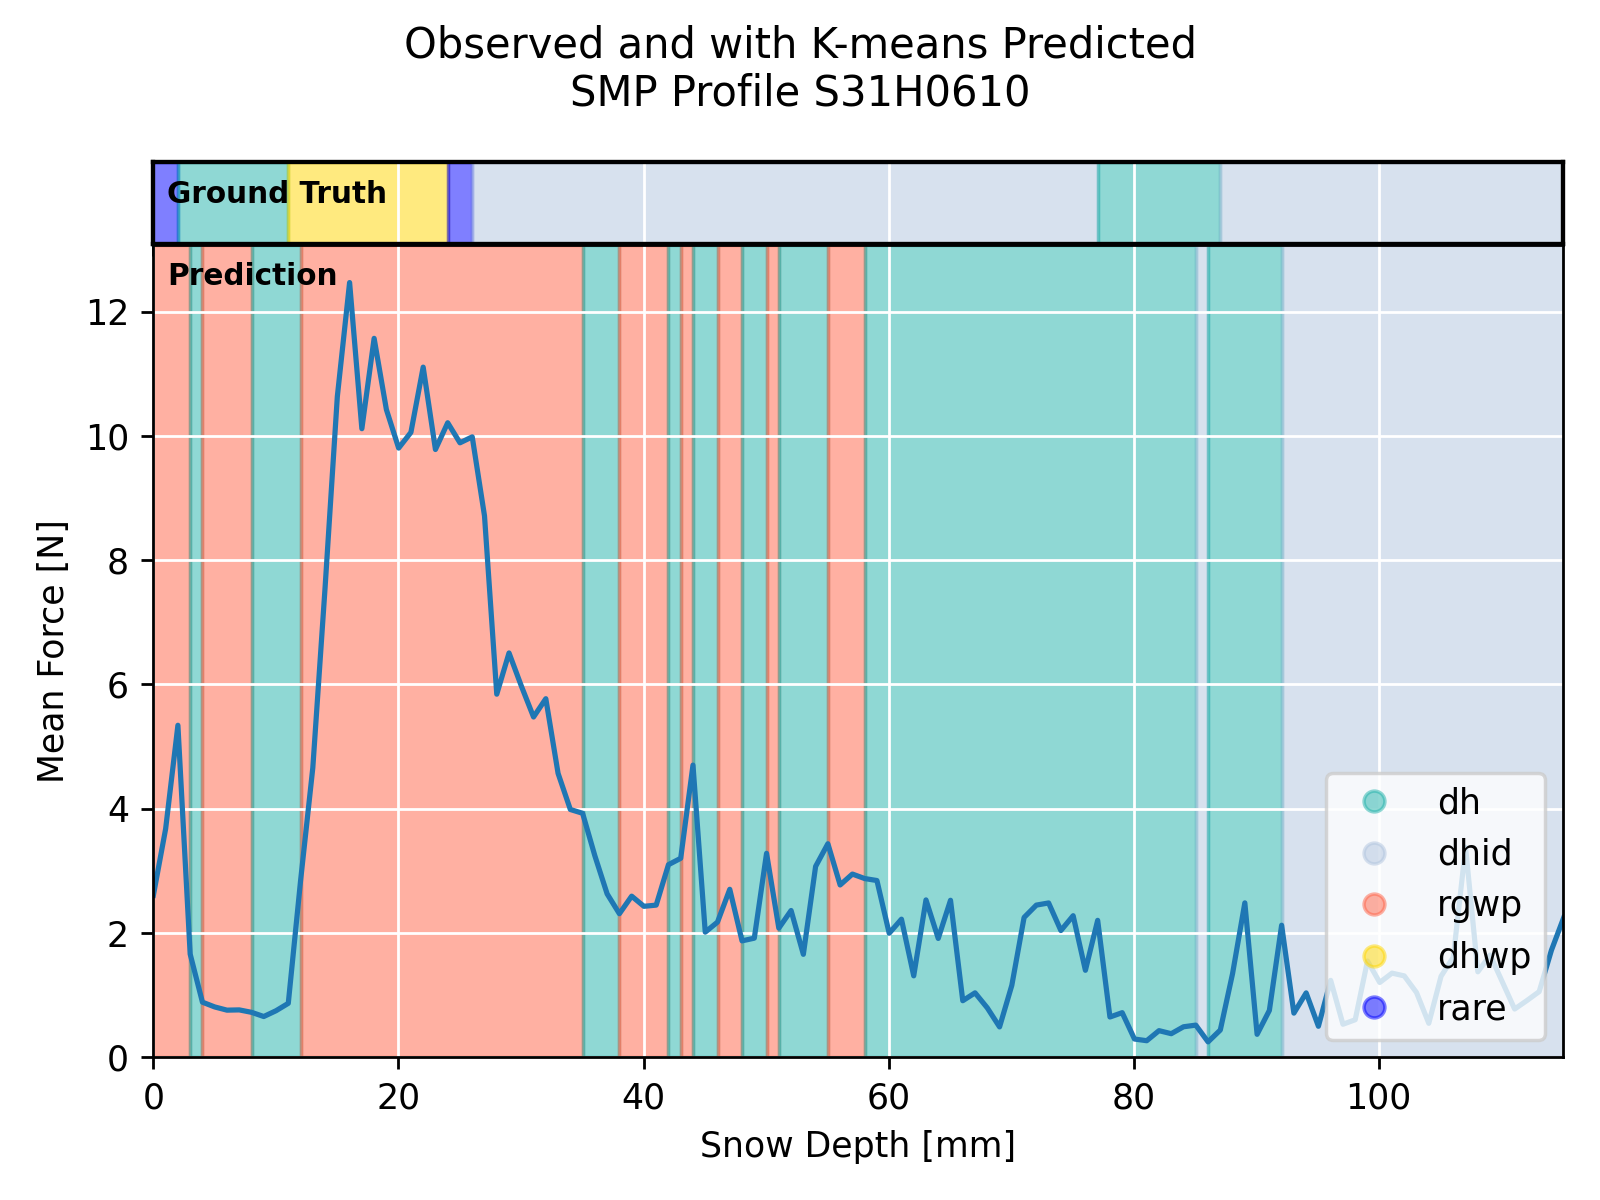 Observed and with K-means Predicted
SMP Profile S31H0610
Ground Truth
Prediction
12
10
8
6
4
2
0
Mean Force [N]
dh
dhid
rgwp
dhwp
rare
0 20 40 60 80 100
Snow Depth [mm]